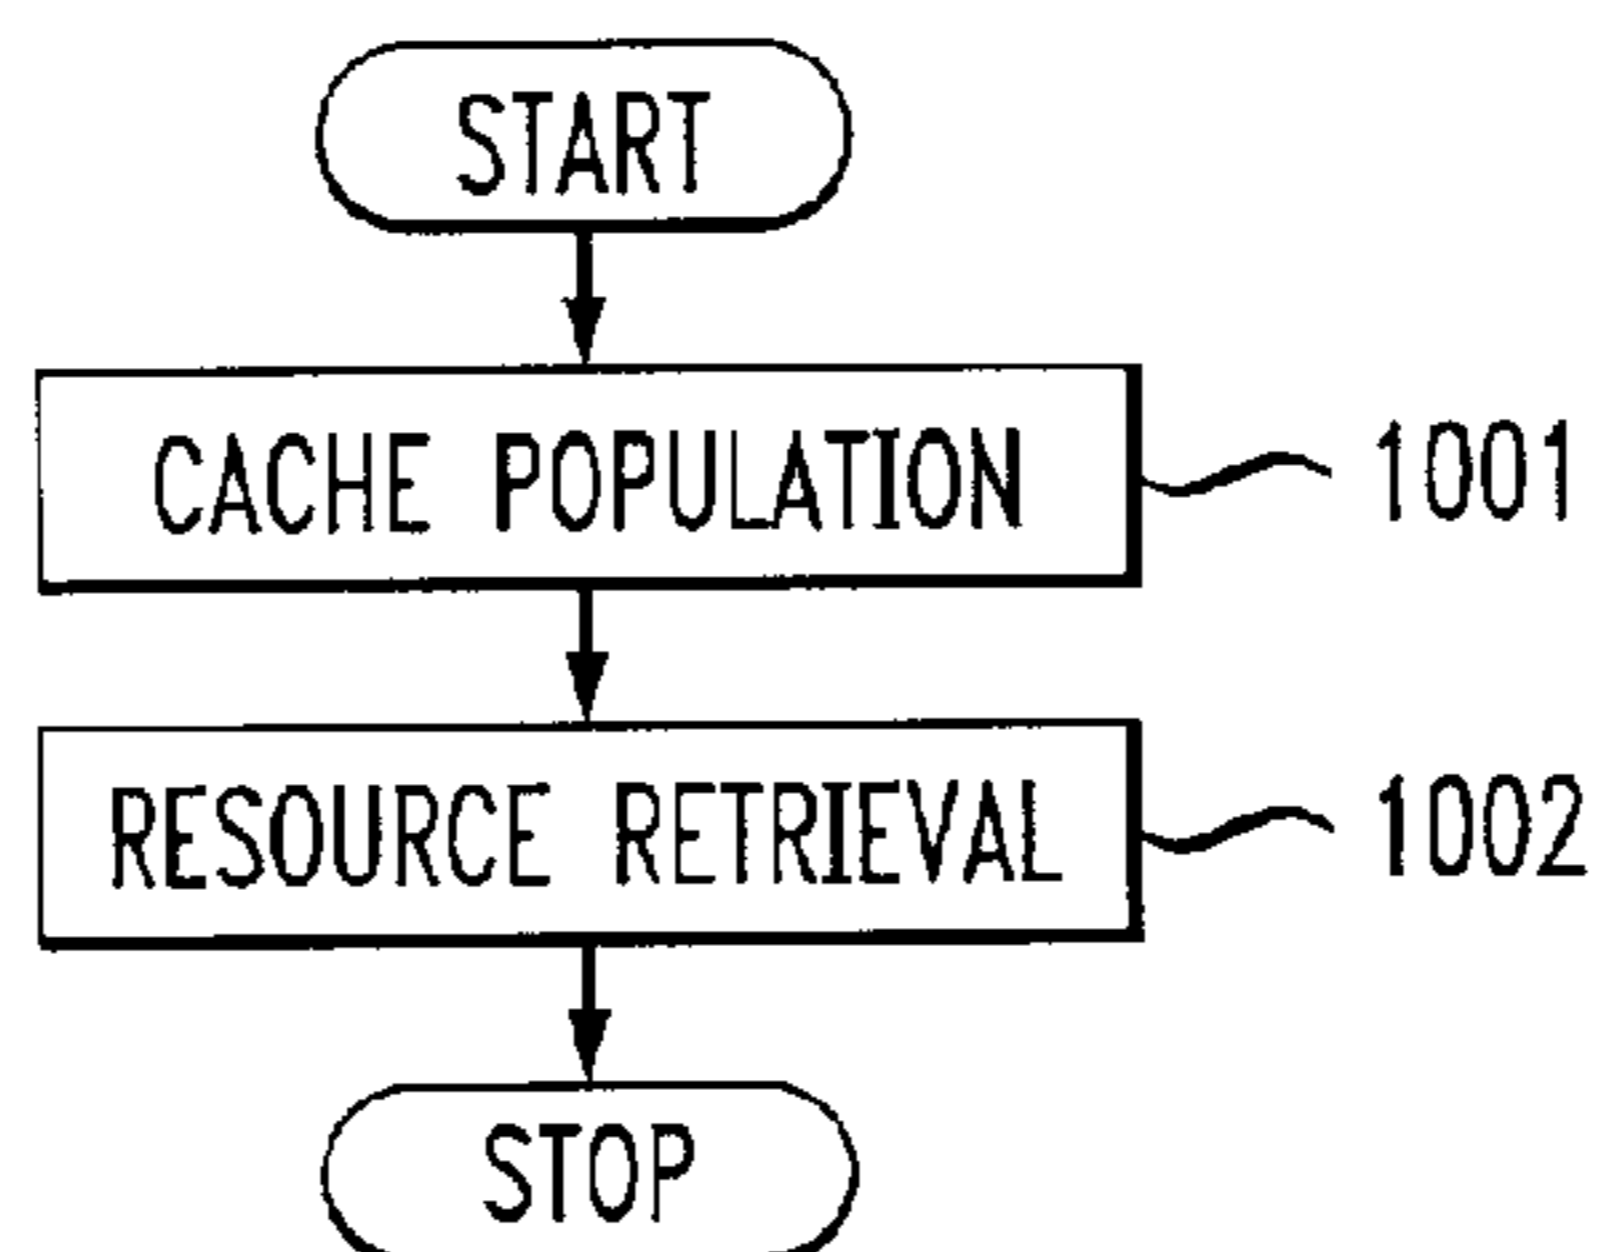 START
CACHE POPULATION 1001
RESOURCE RETRIEVAL 1002
STOP